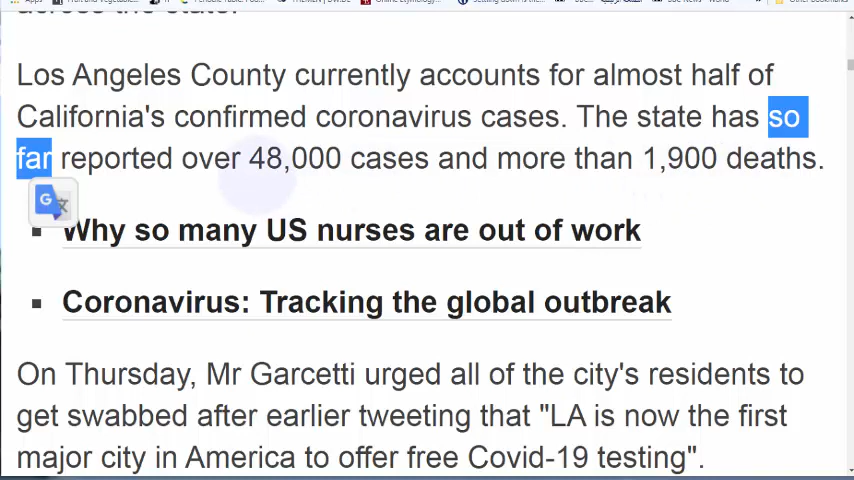 across the state.
Los Angeles County currently accounts for almost half of
California's confirmed coronavirus cases. The state has so
far reported over 48,000 cases and more than 1,900 deaths.
Why so many US nurses are out of work
Coronavirus: Tracking the global outbreak
On Thursday, Mr Garcetti urged all of the city's residents to
get swabbed after earlier tweeting that "LA is now the first
major city in America to offer free Covid-19 testing".